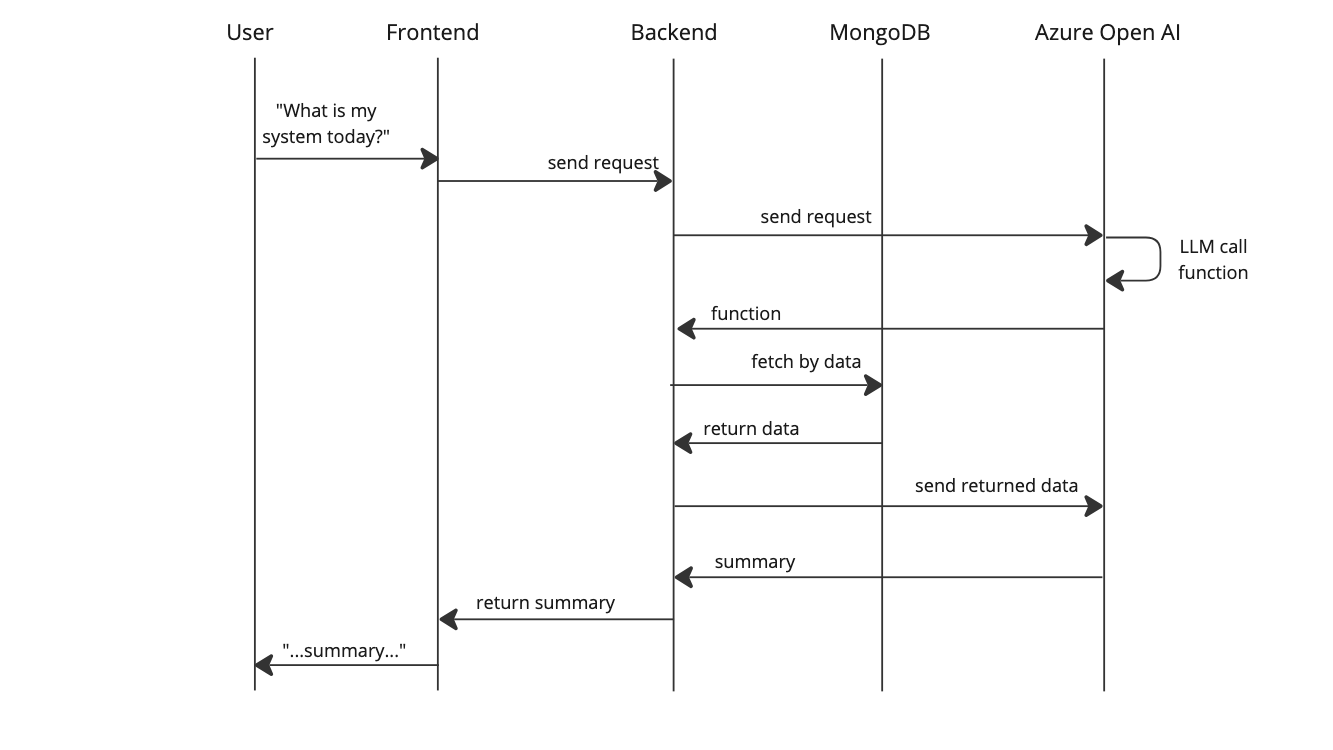 User
Frontend
Backend
MongoDB
Azure Open AI
"What is my
system today?"
send request
send request
LLM call
function
function
fetch by data
return data
send returned data
summary
return summary
"...summary..."